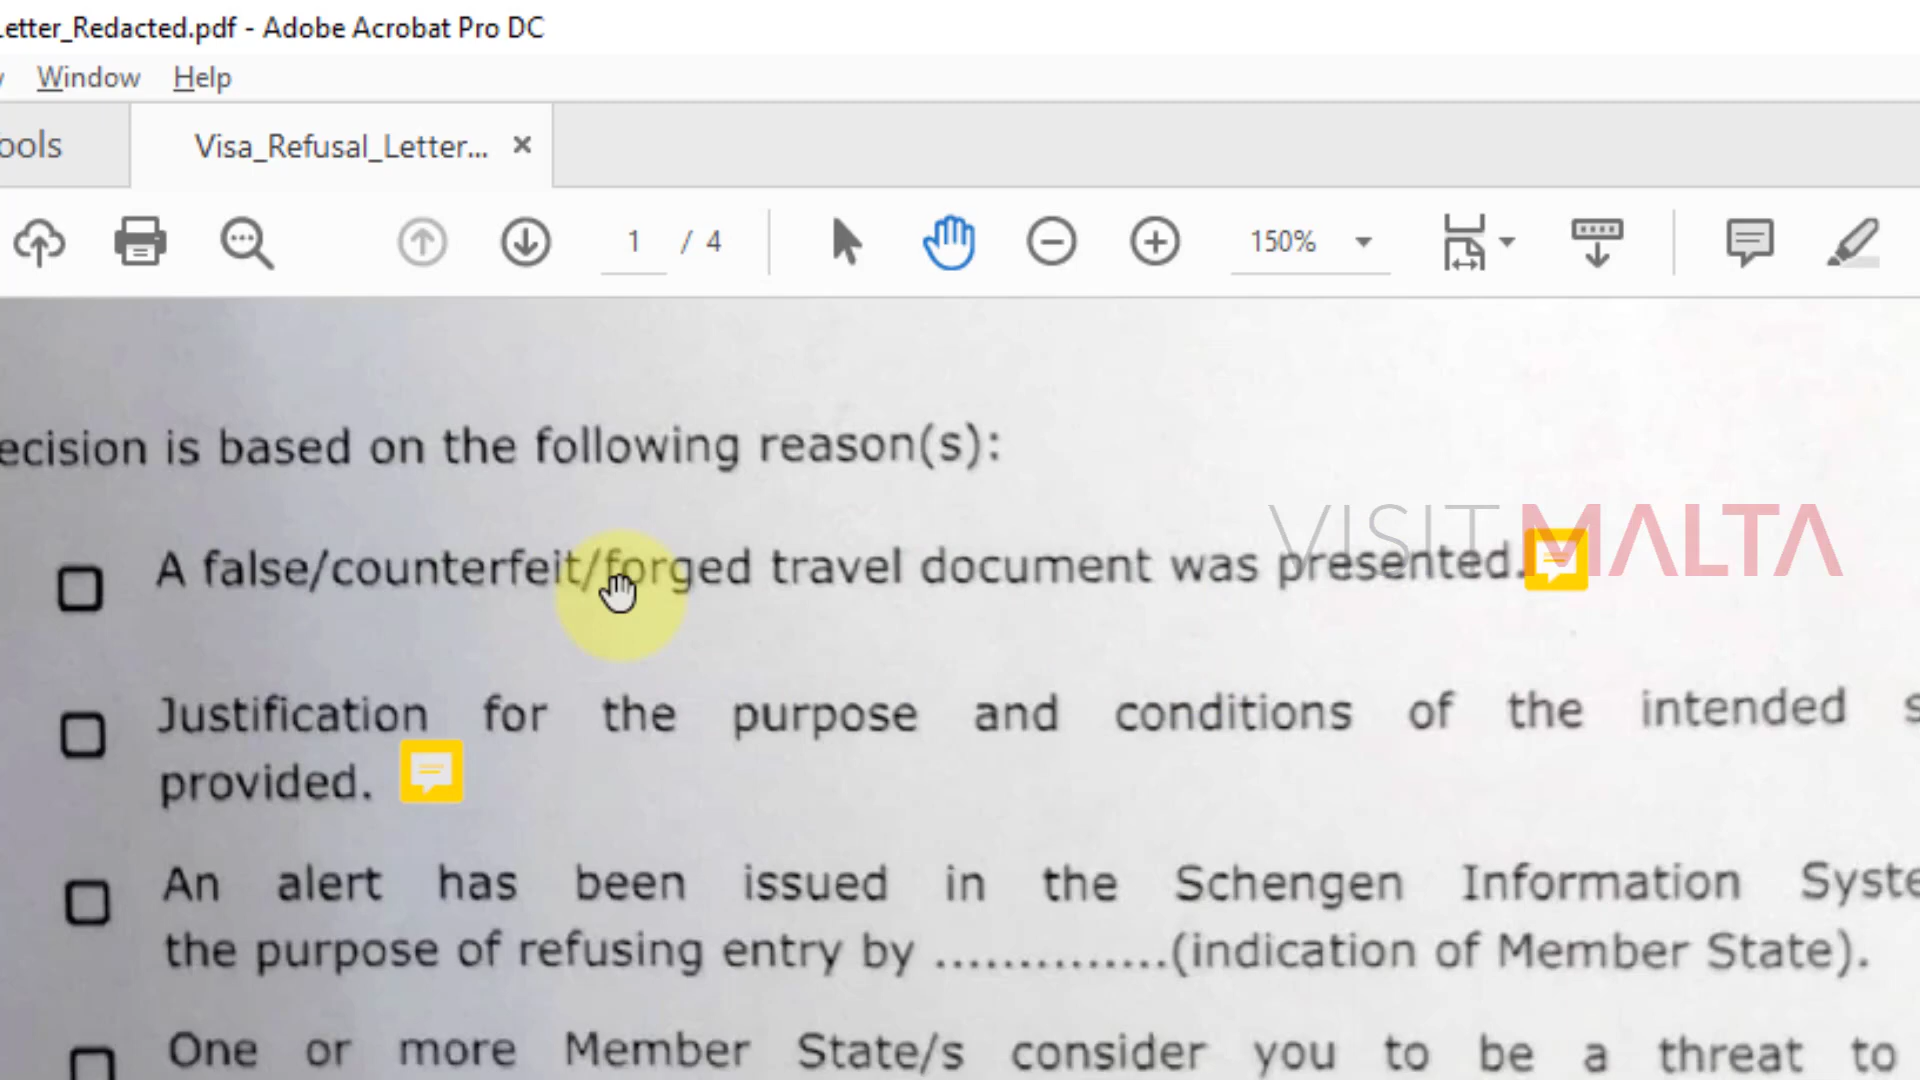 etter_Redacted.pdf - Adobe Acrobat Pro DC
Window Help
ools Visa_Refusal_Letter...
1 / 4 150%
ecision is based on the following reason(s):
VISIT MALTA
A false/counterfeit/forged travel document was presented.
Justification for the purpose and conditions of the intended s
provided.
An alert has been issued in the Schengen Information Syste
the purpose of refusing entry by ..............(indication of Member State).
One or more Member State/s consider you to be a threat to